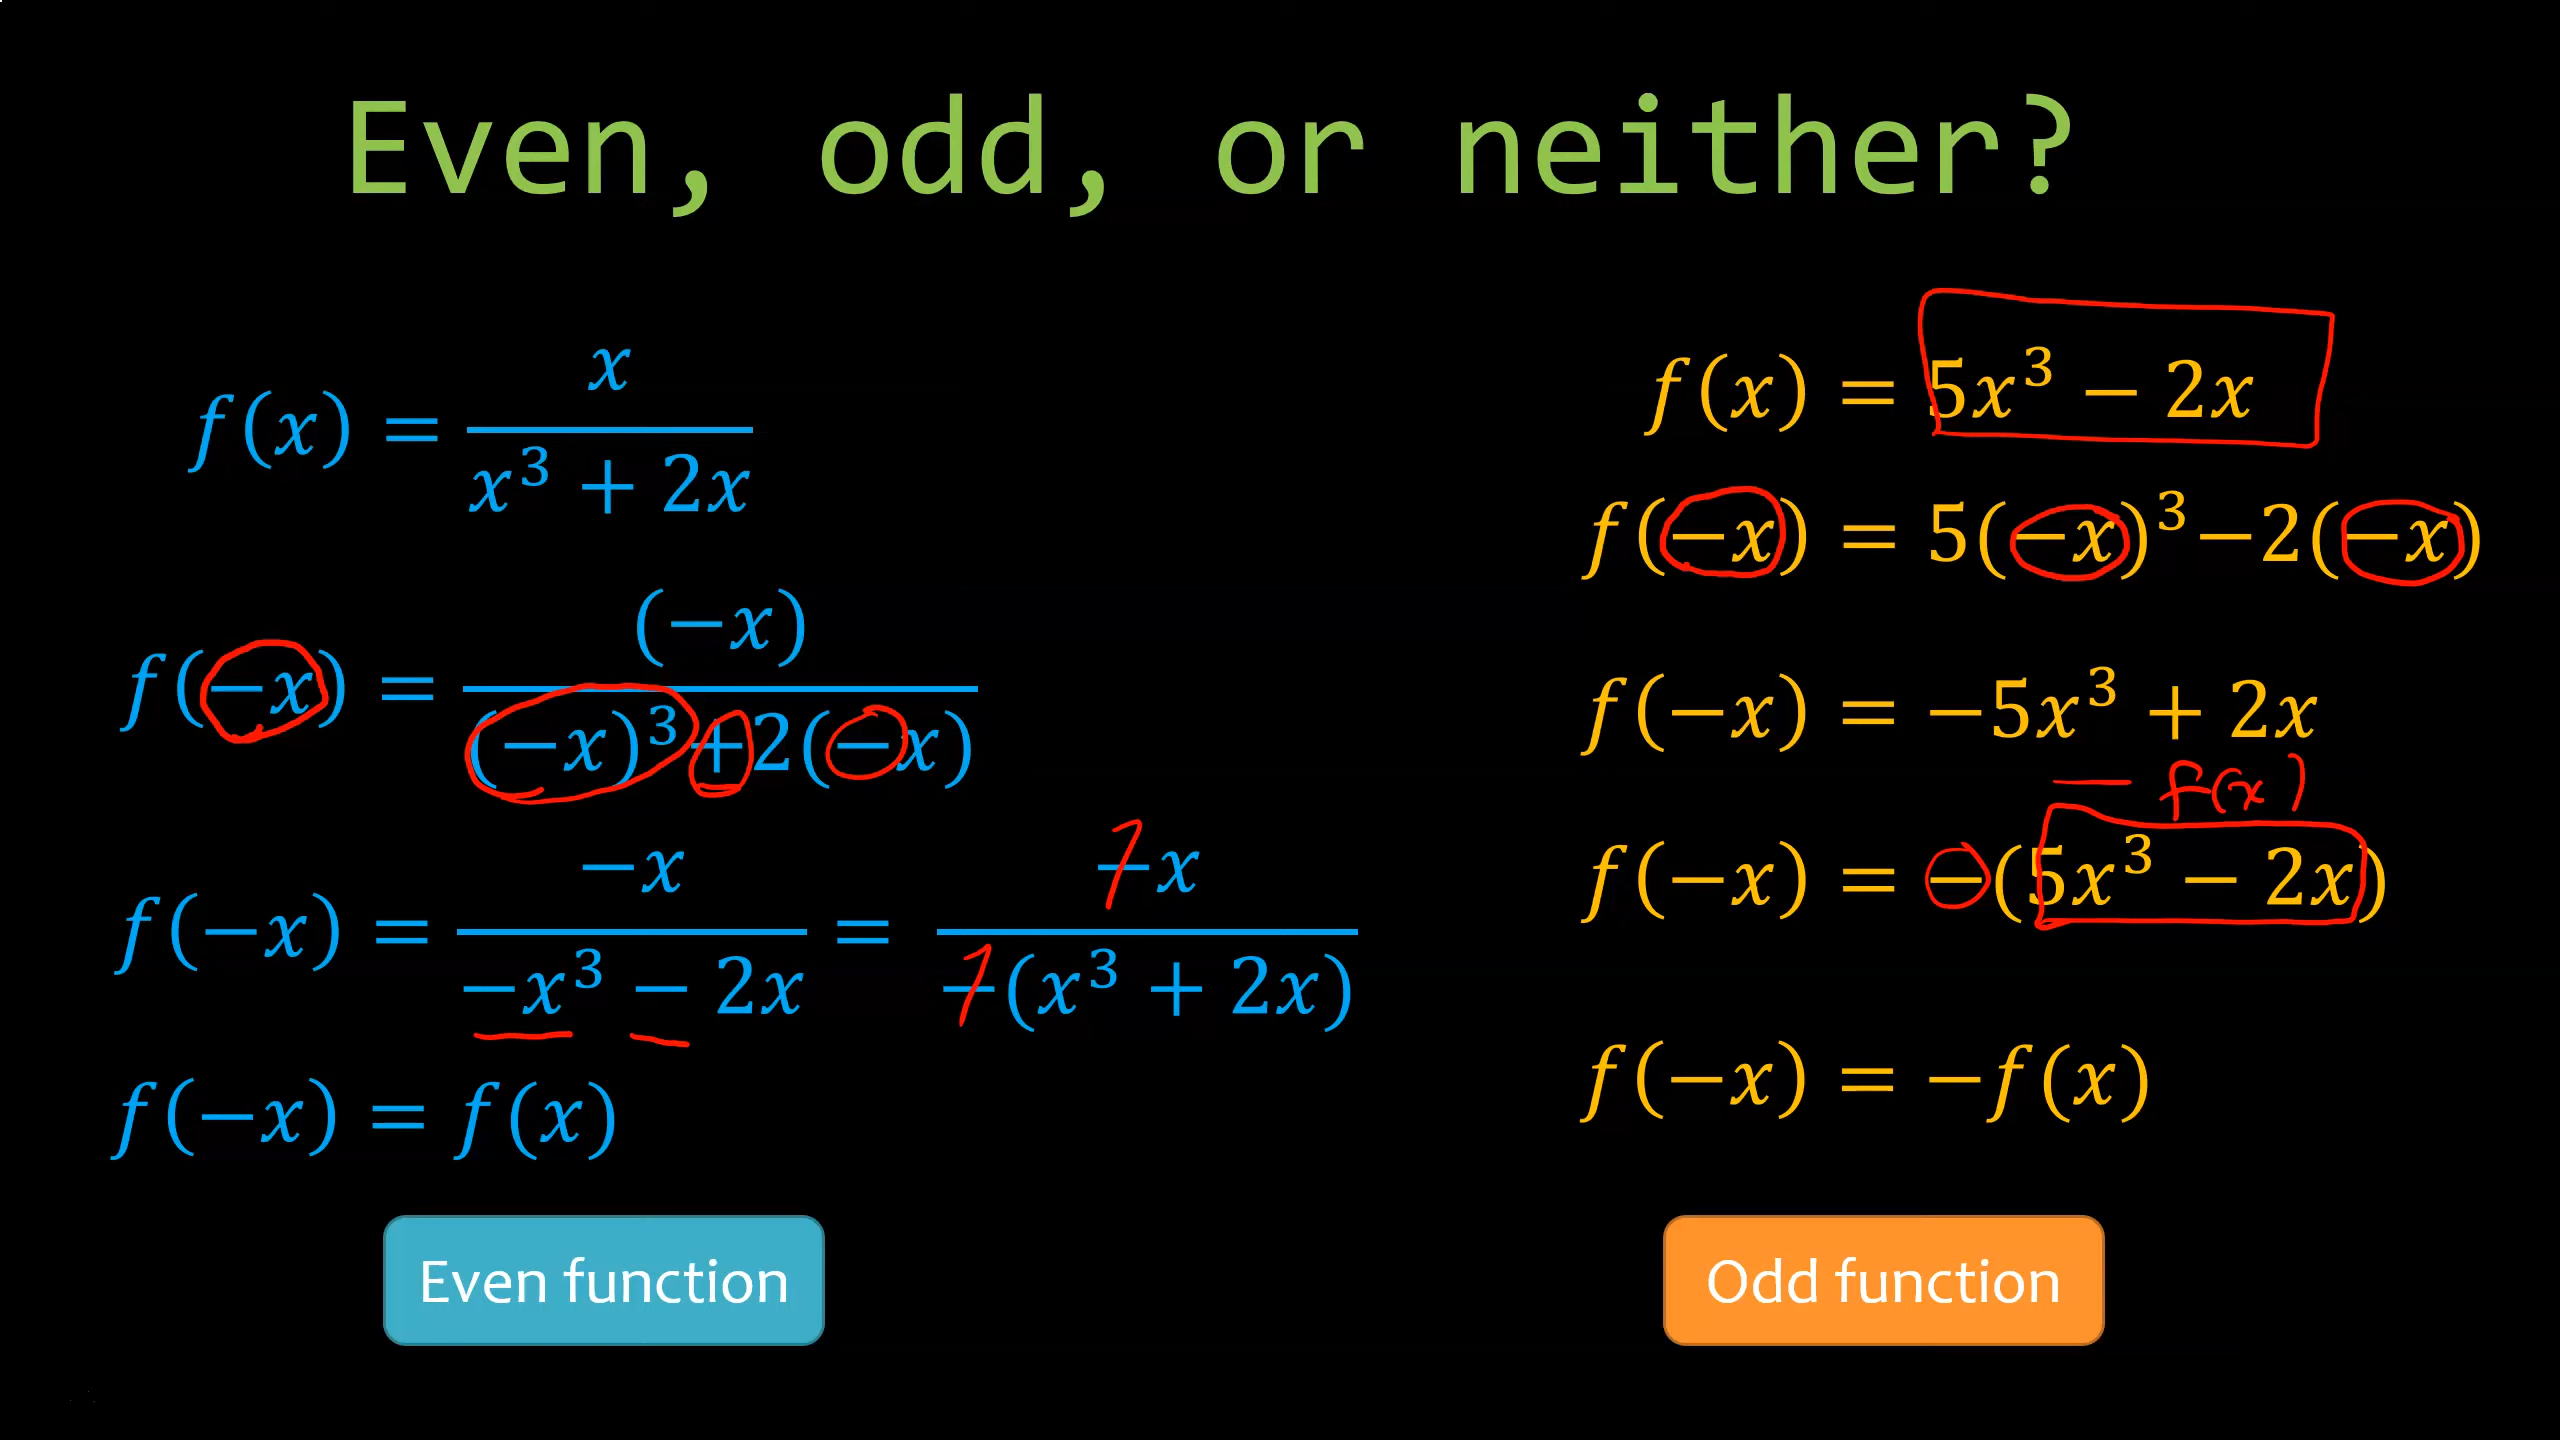 Even, odd, or neither?
f(x) = x / (x³ + 2x)
f(−x) = (−x) / ((−x)³+2(−x))
f(−x) = −x / (−x³ − 2x) = −x / (−(x³ + 2x))
f(−x) = f(x)
Even function
f(x) = 5x³ − 2x
f(−x) = 5(−x)³−2(−x)
f(−x) = −5x³ + 2x
− f(x)
f(−x) = −(5x³ − 2x)
f(−x) = −f(x)
Odd function